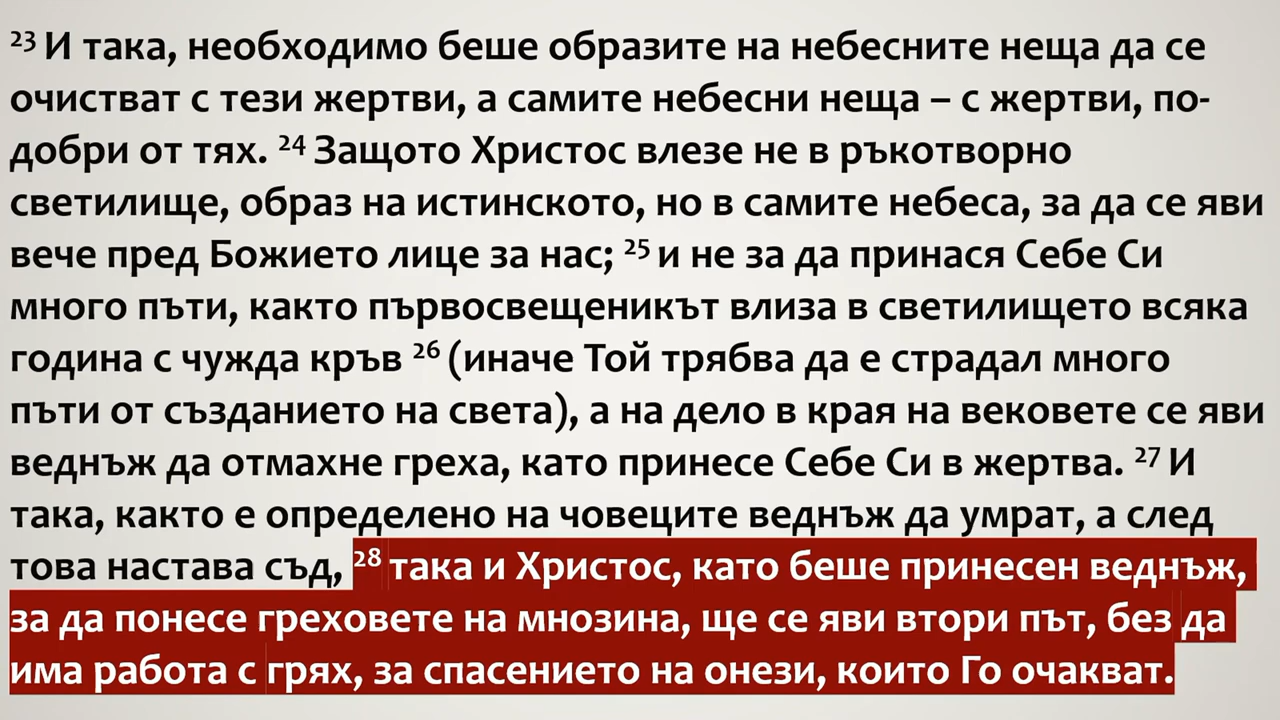 23 И така, необходимо беше образите на небесните неща да се
очистват с тези жертви, а самите небесни неща – с жертви, по-
добри от тях. 24 Защото Христос влезе не в ръкотворно
светилище, образ на истинското, но в самите небеса, за да се яви
вече пред Божието лице за нас; 25 и не за да принася Себе Си
много пъти, както първосвещеникът влиза в светилището всяка
година с чужда кръв 26 (иначе Той трябва да е страдал много
пъти от създанието на света), а на дело в края на вековете се яви
веднъж да отмахне греха, като принесе Себе Си в жертва. 27 И
така, както е определено на човеците веднъж да умрат, а след
това настава съд, 28 така и Христос, като беше принесен веднъж,
за да понесе греховете на мнозина, ще се яви втори път, без да
има работа с грях, за спасението на онези, които Го очакват.